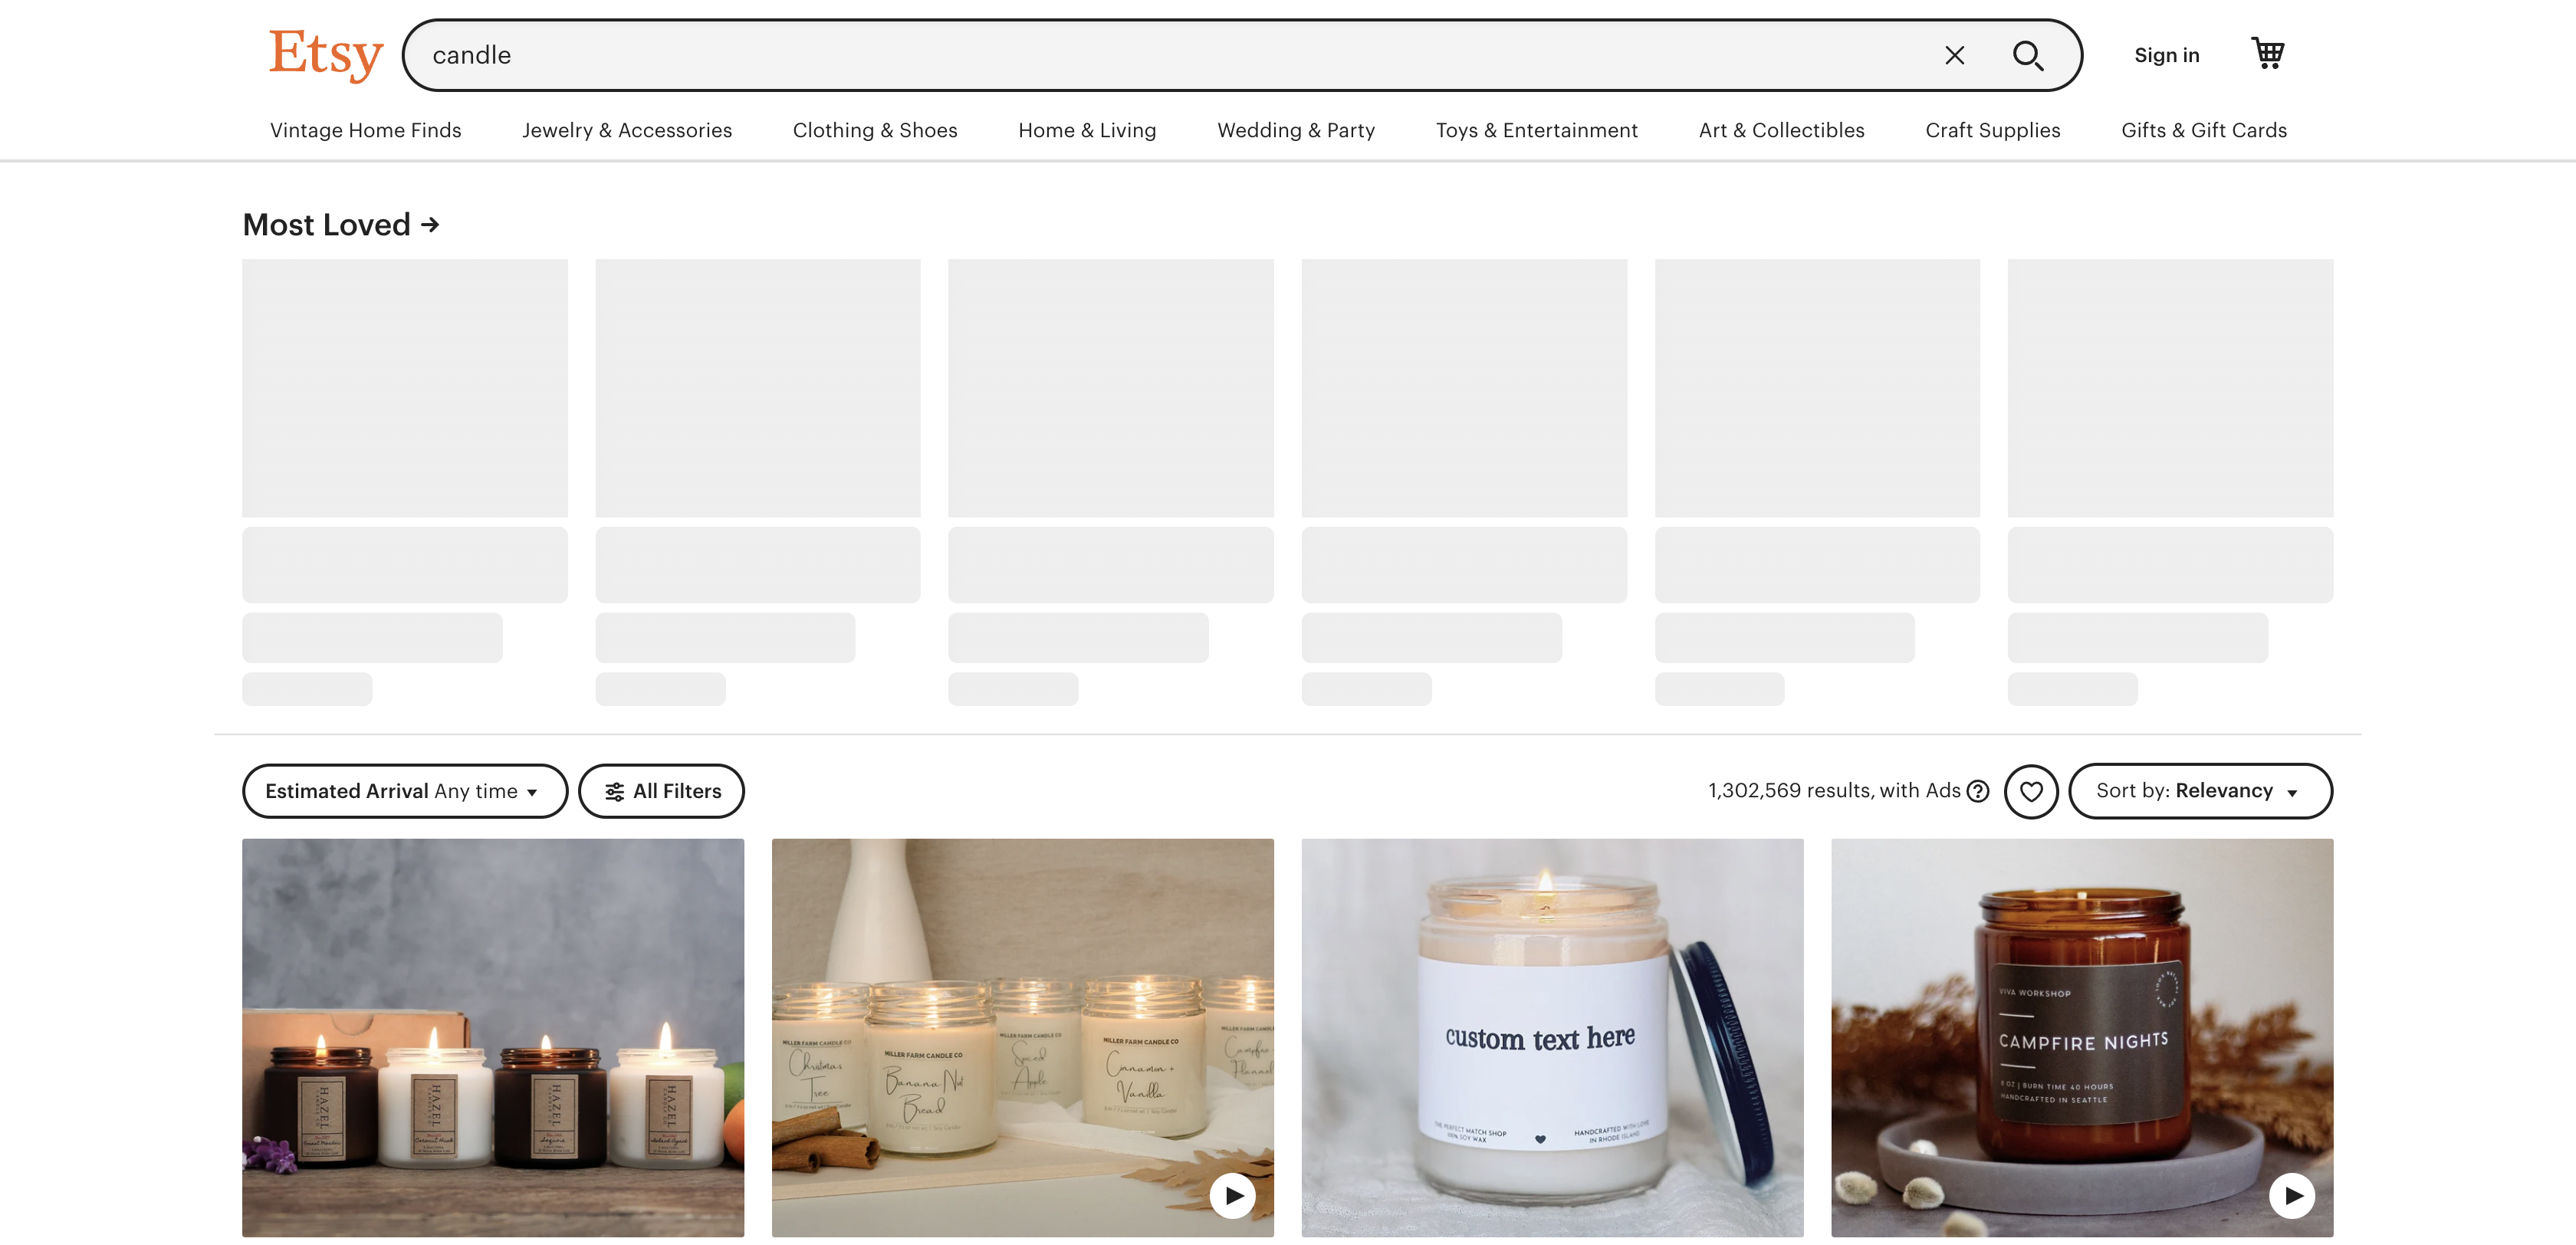 Etsy
candle
Sign in
Vintage Home Finds
Jewelry & Accessories
Clothing & Shoes
Home & Living
Wedding & Party
Toys & Entertainment
Art & Collectibles
Craft Supplies
Gifts & Gift Cards
Most Loved →
Estimated Arrival Any time
All Filters
1,302,569 results, with Ads ?
Sort by: Relevancy
HAZEL
HAZEL
HAZEL
HAZEL
MILLER FARM CANDLE CO
Christmas
Tree
MILLER FARM CANDLE CO
Banana Nut
Bread
MILLER FARM CANDLE CO
Spiced
Apple
MILLER FARM CANDLE CO
Cinnamon +
Vanilla
MILLER FARM CANDLE
Campfire
Flannel
custom text here
THE PERFECT MATCH SHOP
100% SOY WAX
HANDCRAFTED WITH LOVE
IN RHODE ISLAND
VIVA WORKSHOP
CAMPFIRE NIGHTS
8 OZ | BURN TIME 40 HOURS
HANDCRAFTED IN SEATTLE